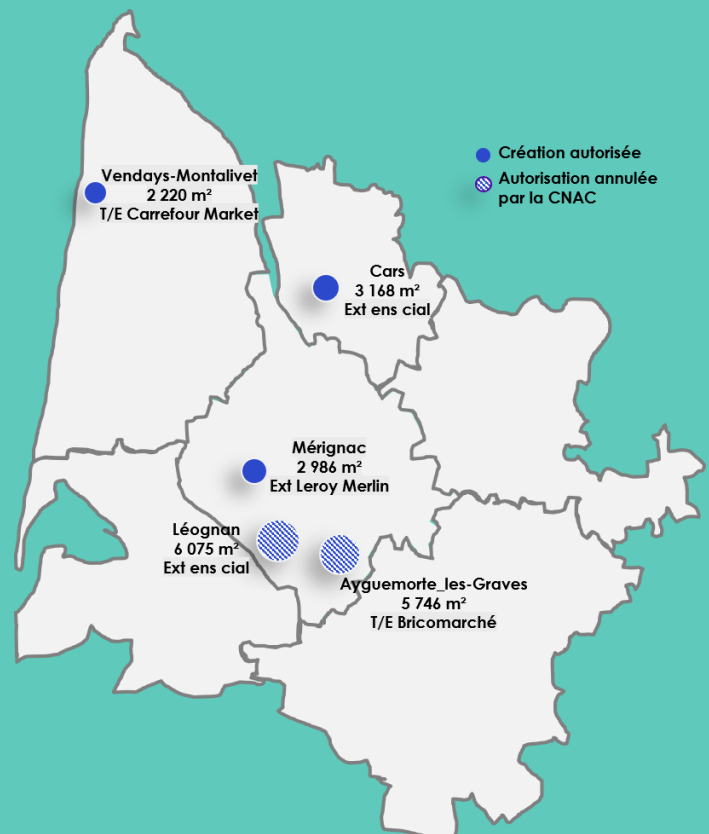 Création autorisée
Autorisation annulée
par la CNAC
Vendays-Montalivet
2 220 m²
T/E Carrefour Market
Cars
3 168 m²
Ext ens cial
Mérignac
2 986 m²
Ext Leroy Merlin
Léognan
6 075 m²
Ext ens cial
Ayguemorte_les-Graves
5 746 m²
T/E Bricomarché